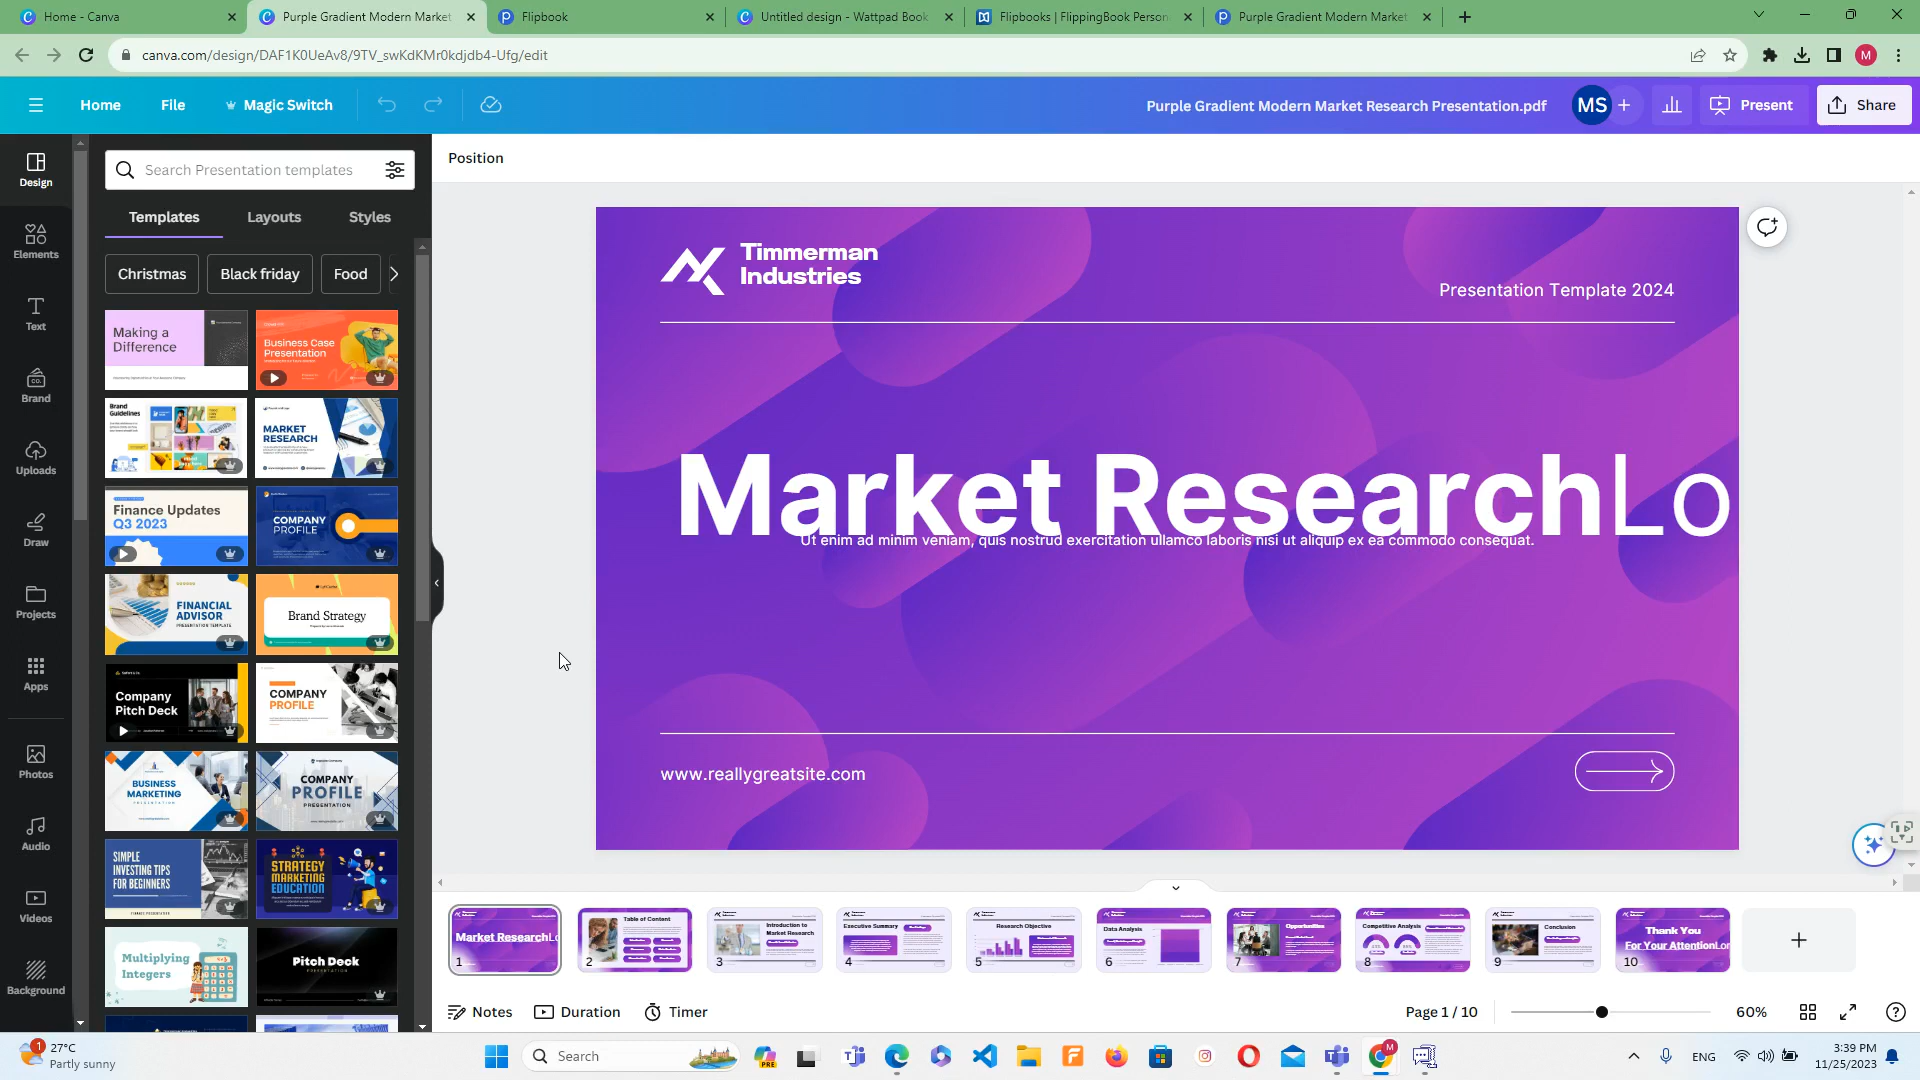 Home - Canva
Purple Gradient Modern Market
Flipbook
Untitled design - Wattpad Book
Flipbooks | FlippingBook Person
Purple Gradient Modern Market
canva.com/design/DAF1K0UeAv8/9TV_swKdKMr0kdjdb4-Ufg/edit
M
Home
File
Magic Switch
Purple Gradient Modern Market Research Presentation.pdf
MS
Present
Share
Design
Elements
Text
Brand
Uploads
Draw
Projects
Apps
Photos
Audio
Videos
Background
Search Presentation templates
Templates
Layouts
Styles
Christmas
Black friday
Food
Making a
Difference
Business Case
Presentation
Brand
Guidelines
MARKET
RESEARCH
Finance Updates
Q3 2023
COMPANY
PROFILE
FINANCIAL
ADVISOR
PRESENTATION TEMPLATE
Brand Strategy
Company
Pitch Deck
COMPANY
PROFILE
BUSINESS
MARKETING
PRESENTATION
COMPANY
PROFILE
PRESENTATION
SIMPLE
INVESTING TIPS
FOR BEGINNERS
STRATEGY
MARKETING
EDUCATION
Multiplying
Integers
Pitch Deck
PRESENTATION
Position
Timmerman
Industries
Presentation Template 2024
Market ResearchLo
Ut enim ad minim veniam, quis nostrud exercitation ullamco laboris nisi ut aliquip ex ea commodo consequat.
www.reallygreatsite.com
Market ResearchLo
1
Table of Content
2
Introduction to
Market Research
3
Executive Summary
4
Research Objective
5
Data Analysis
6
Opportunities
7
Competitive Analysis
8
Conclusion
9
Thank You
For Your AttentionLor
10
Notes
Duration
Timer
Page 1 / 10
60%
1
27°C
Partly sunny
Search
PRE
M
ENG
3:39 PM
11/25/2023